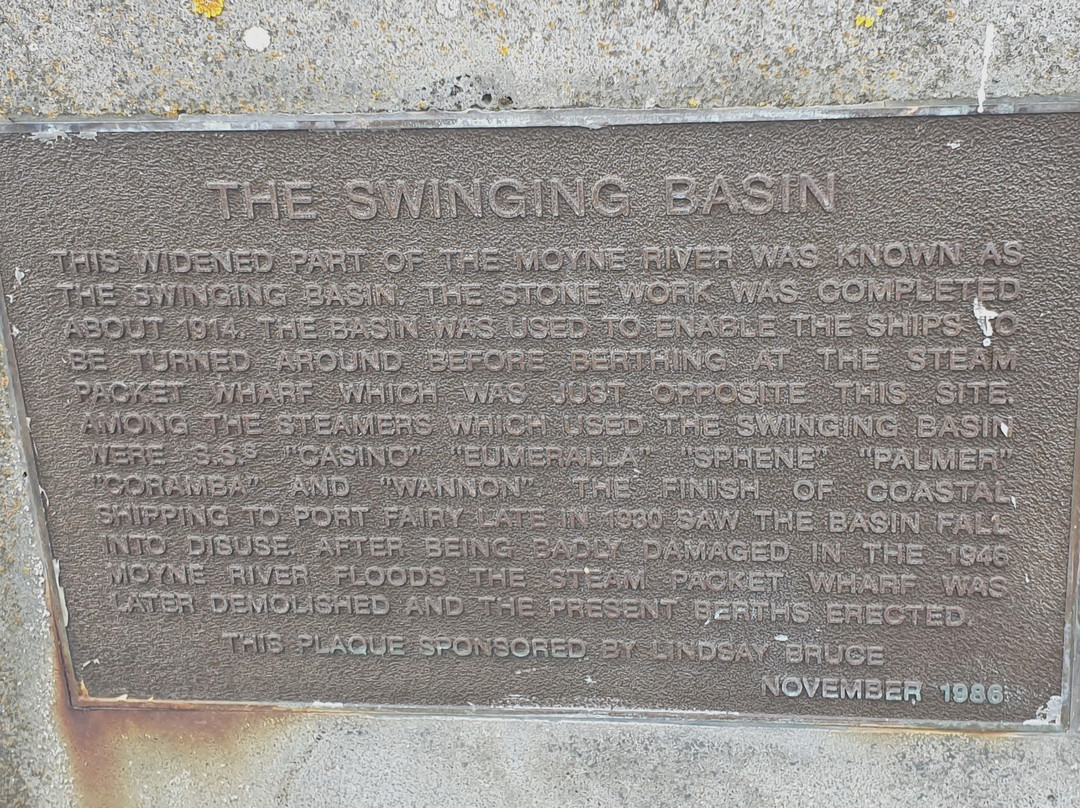 THE SWINGING BASIN
THIS WIDENED PART OF THE MOYNE RIVER WAS KNOWN AS
THE SWINGING BASIN. THE STONE WORK WAS COMPLETED
ABOUT 1914. THE BASIN WAS USED TO ENABLE THE SHIPS TO
BE TURNED AROUND BEFORE BERTHING AT THE STEAM
PACKET WHARF WHICH WAS JUST OPPOSITE THIS SITE.
AMONG THE STEAMERS WHICH USED THE SWINGING BASIN
WERE S.S.S "CASINO" "EUMERALLA" "SPHENE" "PALMER"
"CORAMBA" AND "WANNON" THE FINISH OF COASTAL
SHIPPING TO PORT FAIRY LATE IN 1930 SAW THE BASIN FALL
INTO DISUSE. AFTER BEING BADLY DAMAGED IN THE 1946
MOYNE RIVER FLOODS THE STEAM PACKET WHARF WAS
LATER DEMOLISHED AND THE PRESENT BERTHS ERECTED.
THIS PLAQUE SPONSORED BY LINDSAY BRUCE
NOVEMBER 1986